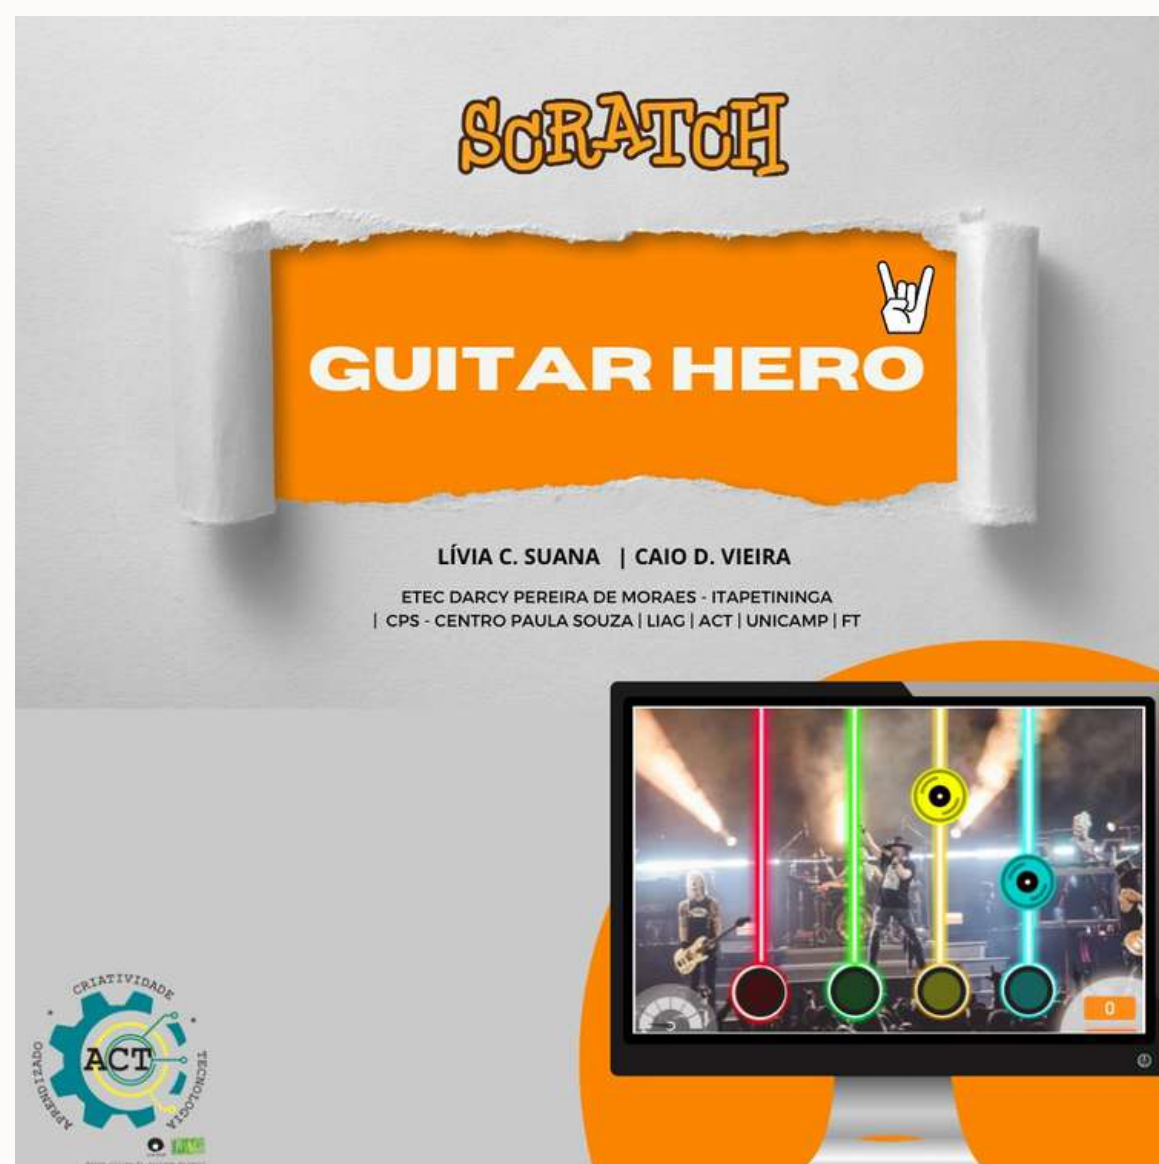 SCRATCH
GUITAR HERO
LÍVIA C. SUANA | CAIO D. VIEIRA
ETEC DARCY PEREIRA DE MORAES - ITAPETININGA
| CPS - CENTRO PAULA SOUZA | LIAG | ACT | UNICAMP | FT
0
CRIATIVIDADE
APRENDIZADO
ACT
TECNOLOGIA